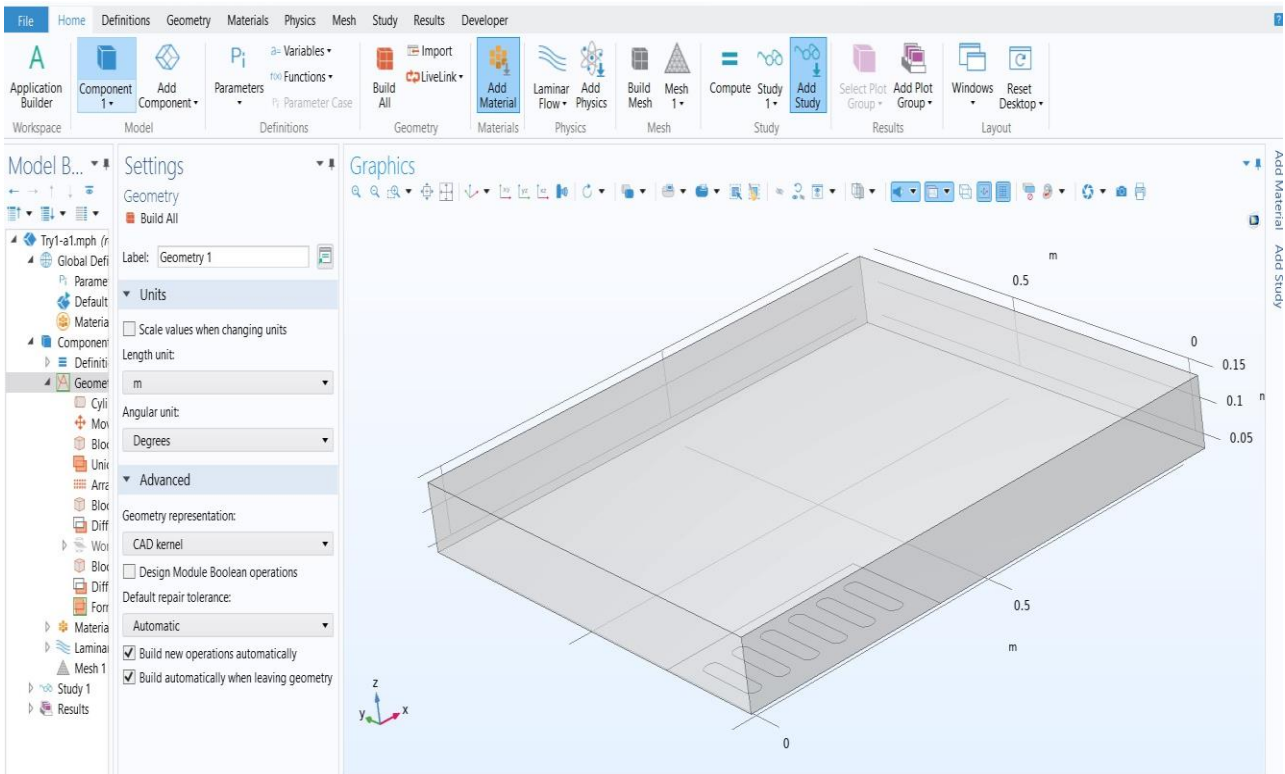 File Home Definitions Geometry Materials Physics Mesh Study Results Developer
?
A
Application Builder
Component 1
Add Component
Pi
Parameters
a= Variables
f(x) Functions
Pi Parameter Case
Build All
Import
LiveLink
Add Material
Laminar Flow
Add Physics
Build Mesh
Mesh 1
Compute
Study 1
Add Study
Select Plot Group
Add Plot Group
Windows
Reset Desktop
Workspace Model Definitions Geometry Materials Physics Mesh Study Results Layout
Model B...
Try1-a1.mph (r
Global Defi
Pi Parame
Default
Materia
Component
Definiti
Geomet
Cyli
Mov
Bloc
Unic
Arra
Bloc
Diff
Wor
Bloc
Diff
Forr
Materia
Laminar
Mesh 1
Study 1
Results
Settings
Geometry
Build All
Label: Geometry 1
Units
Scale values when changing units
Length unit:
m
Angular unit:
Degrees
Advanced
Geometry representation:
CAD kernel
Design Module Boolean operations
Default repair tolerance:
Automatic
Build new operations automatically
Build automatically when leaving geometry
Graphics
xy yz xz
m
0.5
0
0.15
0.1
0.05
0.5
m
0
z
y x
Add Material Add Study